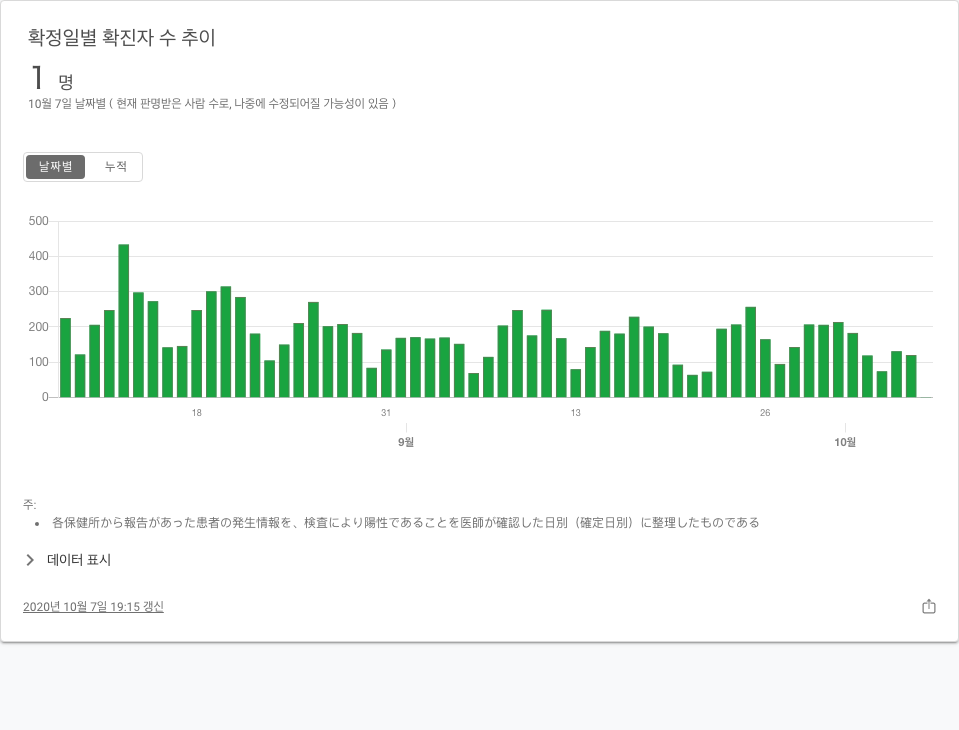 확정일별 확진자 수 추이
1 명
10월 7일 날짜별 ( 현재 판명받은 사람 수로, 나중에 수정되어질 가능성이 있음 )
날짜별 누적
500
400
300
200
100
0
18 31 13 26
9월 10월
주:
• 各保健所から報告があった患者の発生情報を、検査により陽性であることを医師が確認した日別（確定日別）に整理したものである
데이터 표시
2020년 10월 7일 19:15 갱신